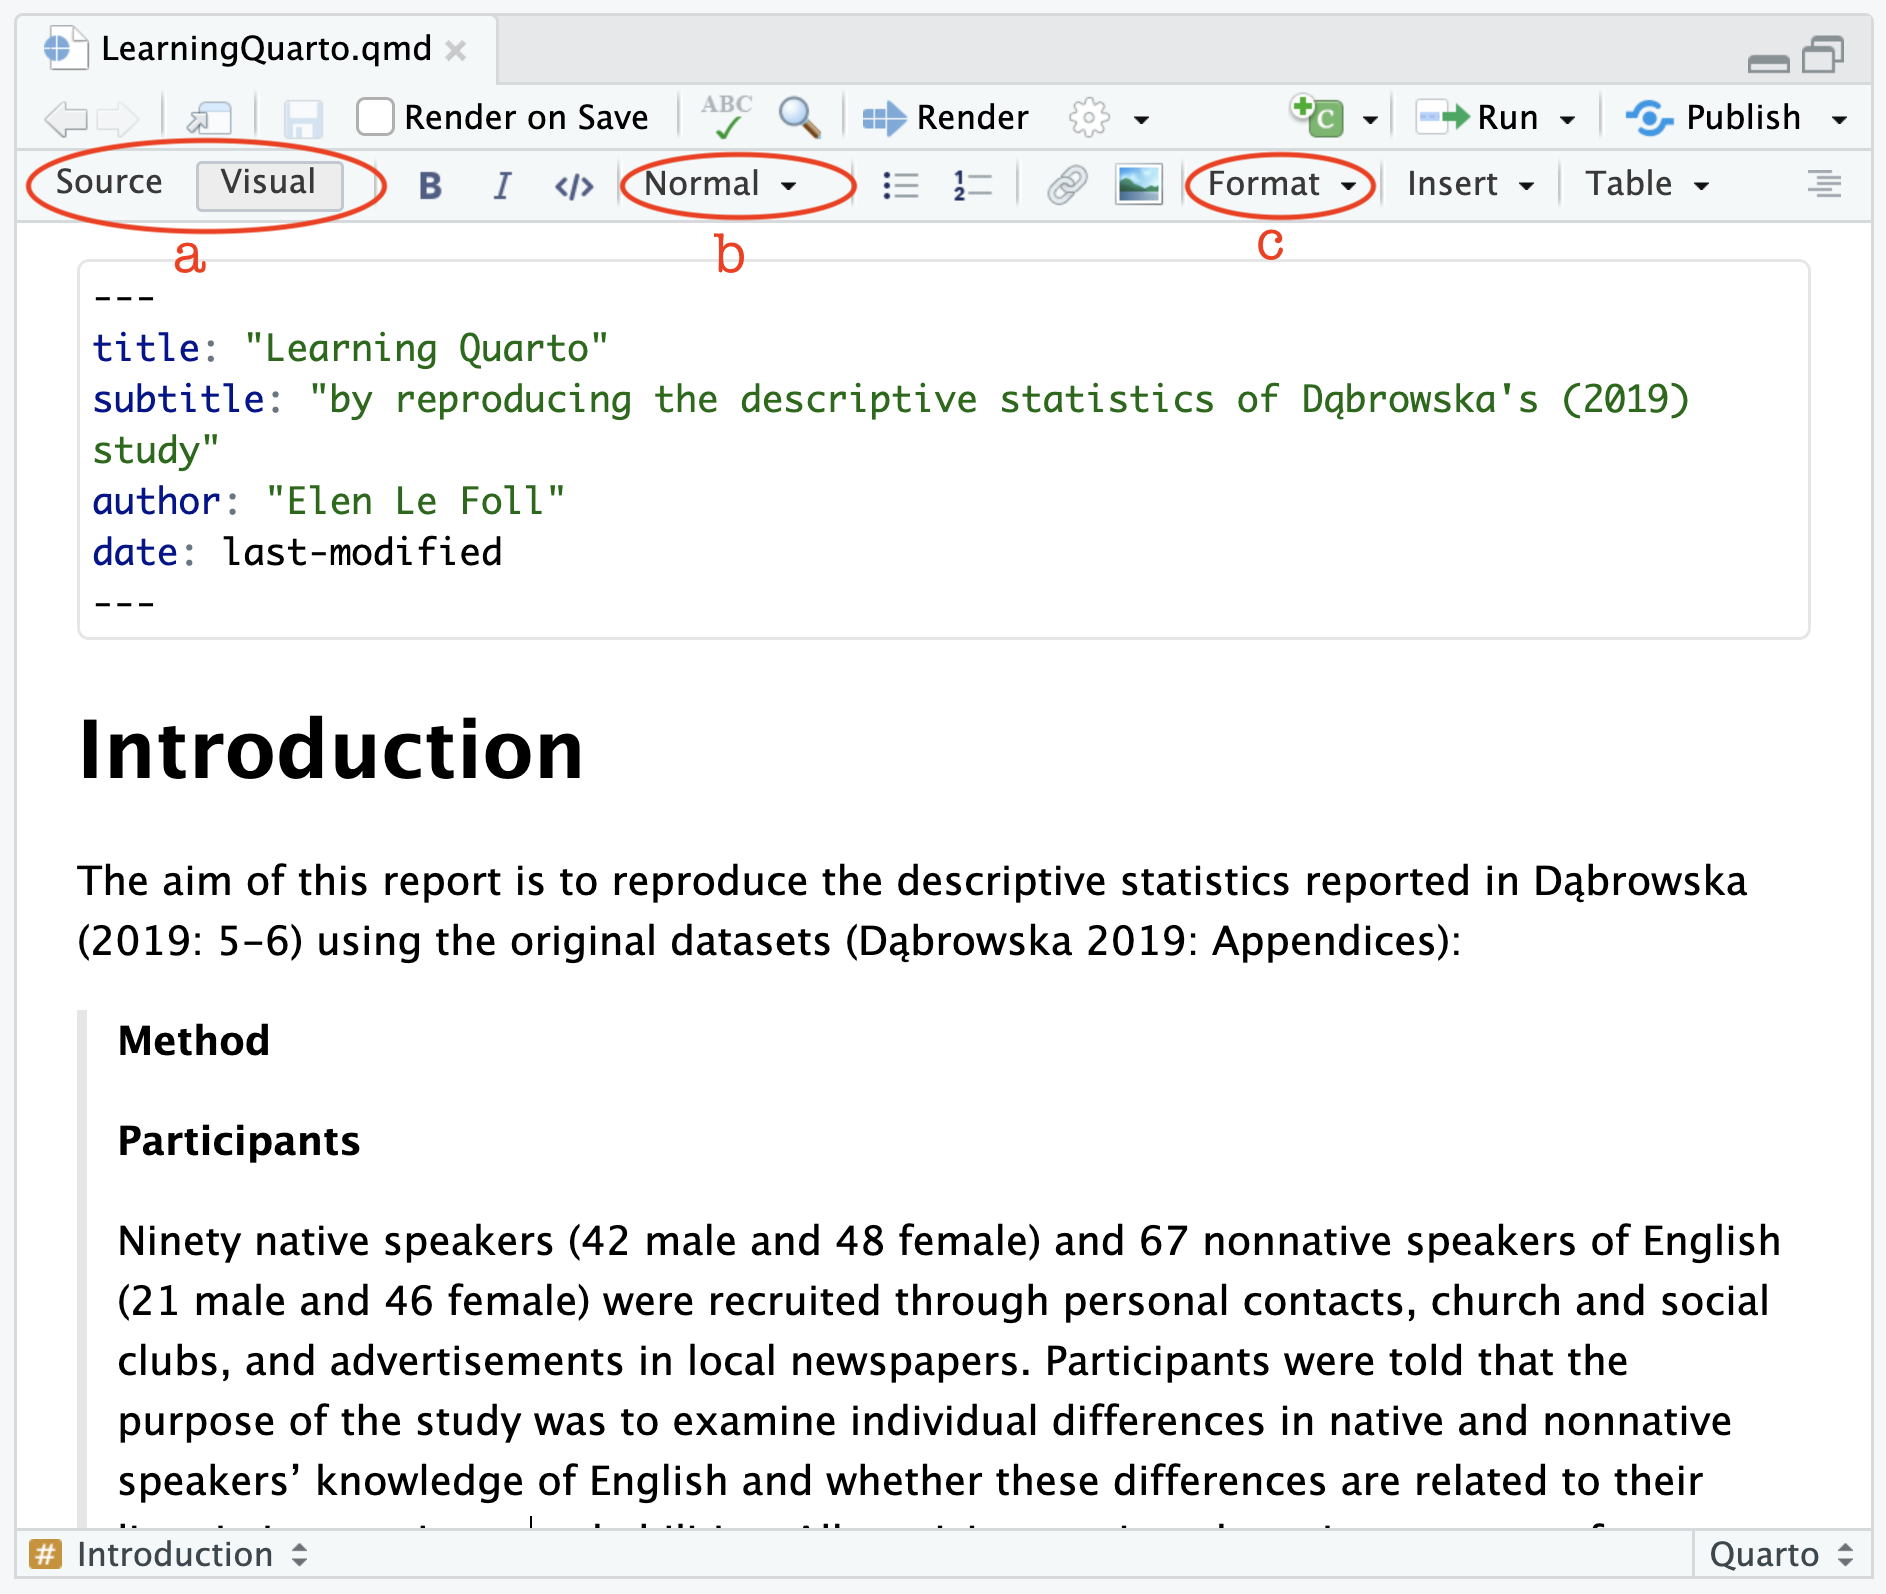 LearningQuarto.qmd
Render on Save ABC Render C Run Publish
Source Visual B I </> Normal 1 2 Format Insert Table
a b c
---
title: "Learning Quarto"
subtitle: "by reproducing the descriptive statistics of Dąbrowska's (2019)
study"
author: "Elen Le Foll"
date: last-modified
---
Introduction
The aim of this report is to reproduce the descriptive statistics reported in Dąbrowska
(2019: 5–6) using the original datasets (Dąbrowska 2019: Appendices):
Method
Participants
Ninety native speakers (42 male and 48 female) and 67 nonnative speakers of English
(21 male and 46 female) were recruited through personal contacts, church and social
clubs, and advertisements in local newspapers. Participants were told that the
purpose of the study was to examine individual differences in native and nonnative
speakers’ knowledge of English and whether these differences are related to their
# Introduction Quarto